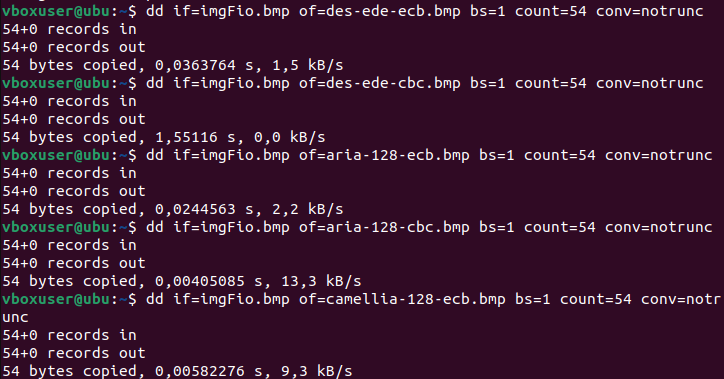 vboxuser@ubu:~$ dd if=imgFio.bmp of=des-ede-ecb.bmp bs=1 count=54 conv=notrunc
54+0 records in
54+0 records out
54 bytes copied, 0,0363764 s, 1,5 kB/s
vboxuser@ubu:~$ dd if=imgFio.bmp of=des-ede-cbc.bmp bs=1 count=54 conv=notrunc
54+0 records in
54+0 records out
54 bytes copied, 1,55116 s, 0,0 kB/s
vboxuser@ubu:~$ dd if=imgFio.bmp of=aria-128-ecb.bmp bs=1 count=54 conv=notrunc
54+0 records in
54+0 records out
54 bytes copied, 0,0244563 s, 2,2 kB/s
vboxuser@ubu:~$ dd if=imgFio.bmp of=aria-128-cbc.bmp bs=1 count=54 conv=notrunc
54+0 records in
54+0 records out
54 bytes copied, 0,00405085 s, 13,3 kB/s
vboxuser@ubu:~$ dd if=imgFio.bmp of=camellia-128-ecb.bmp bs=1 count=54 conv=notr
unc
54+0 records in
54+0 records out
54 bytes copied, 0,00582276 s, 9,3 kB/s